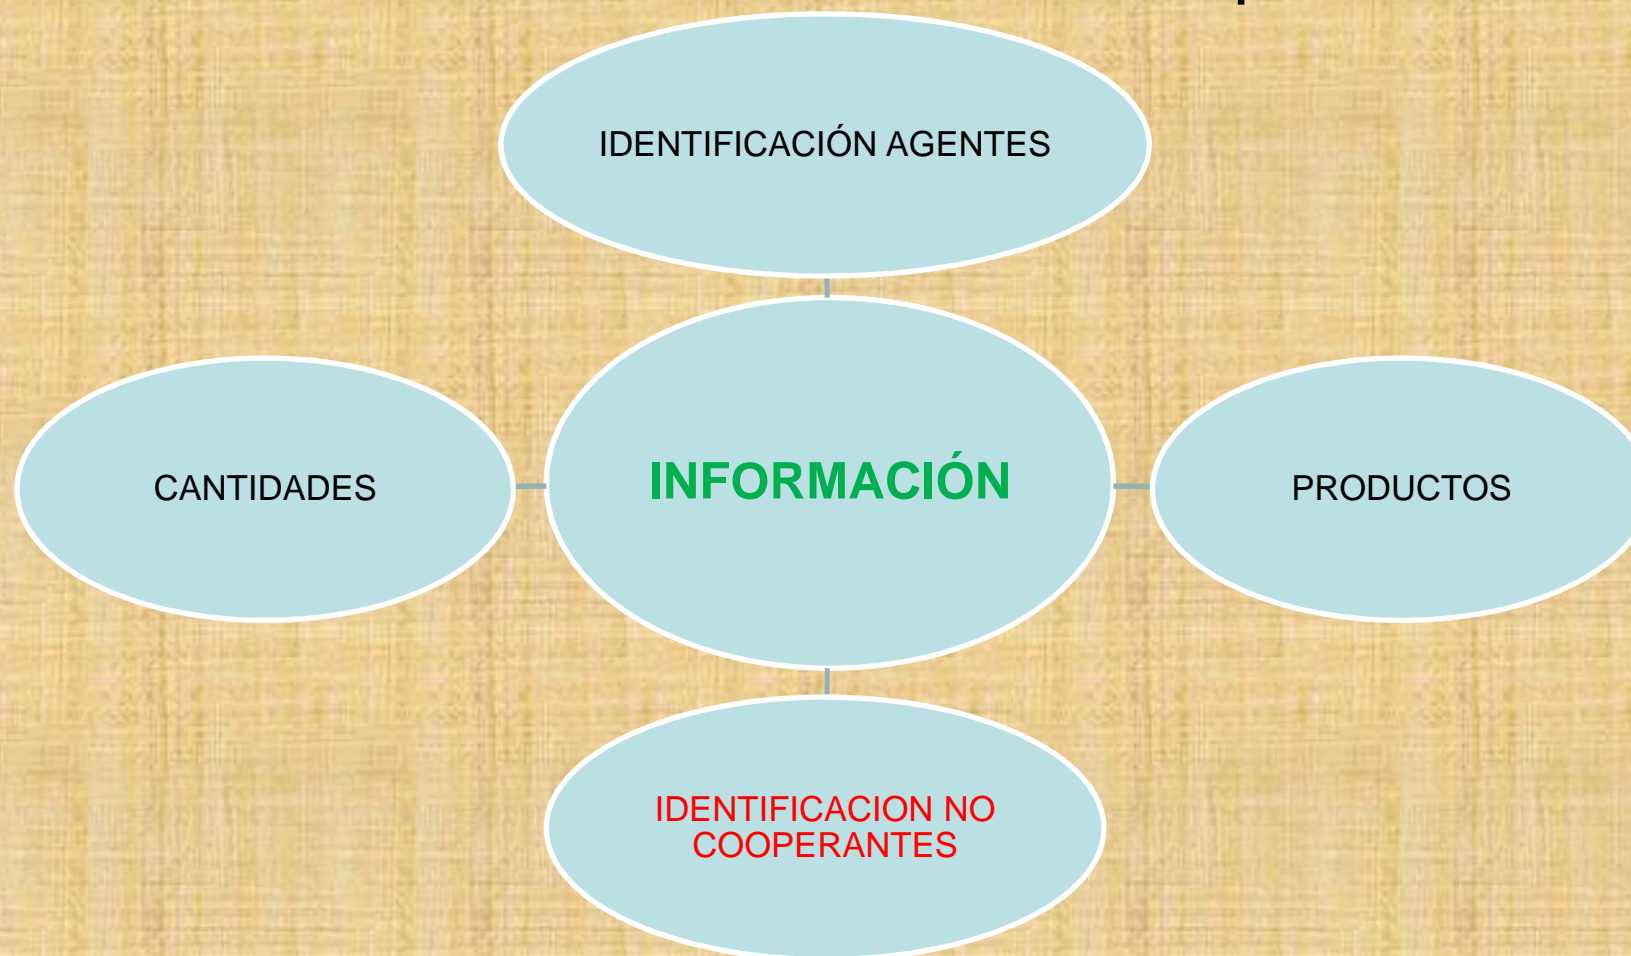 IDENTIFICACIÓN AGENTES
CANTIDADES
INFORMACIÓN
PRODUCTOS
IDENTIFICACION NO
COOPERANTES